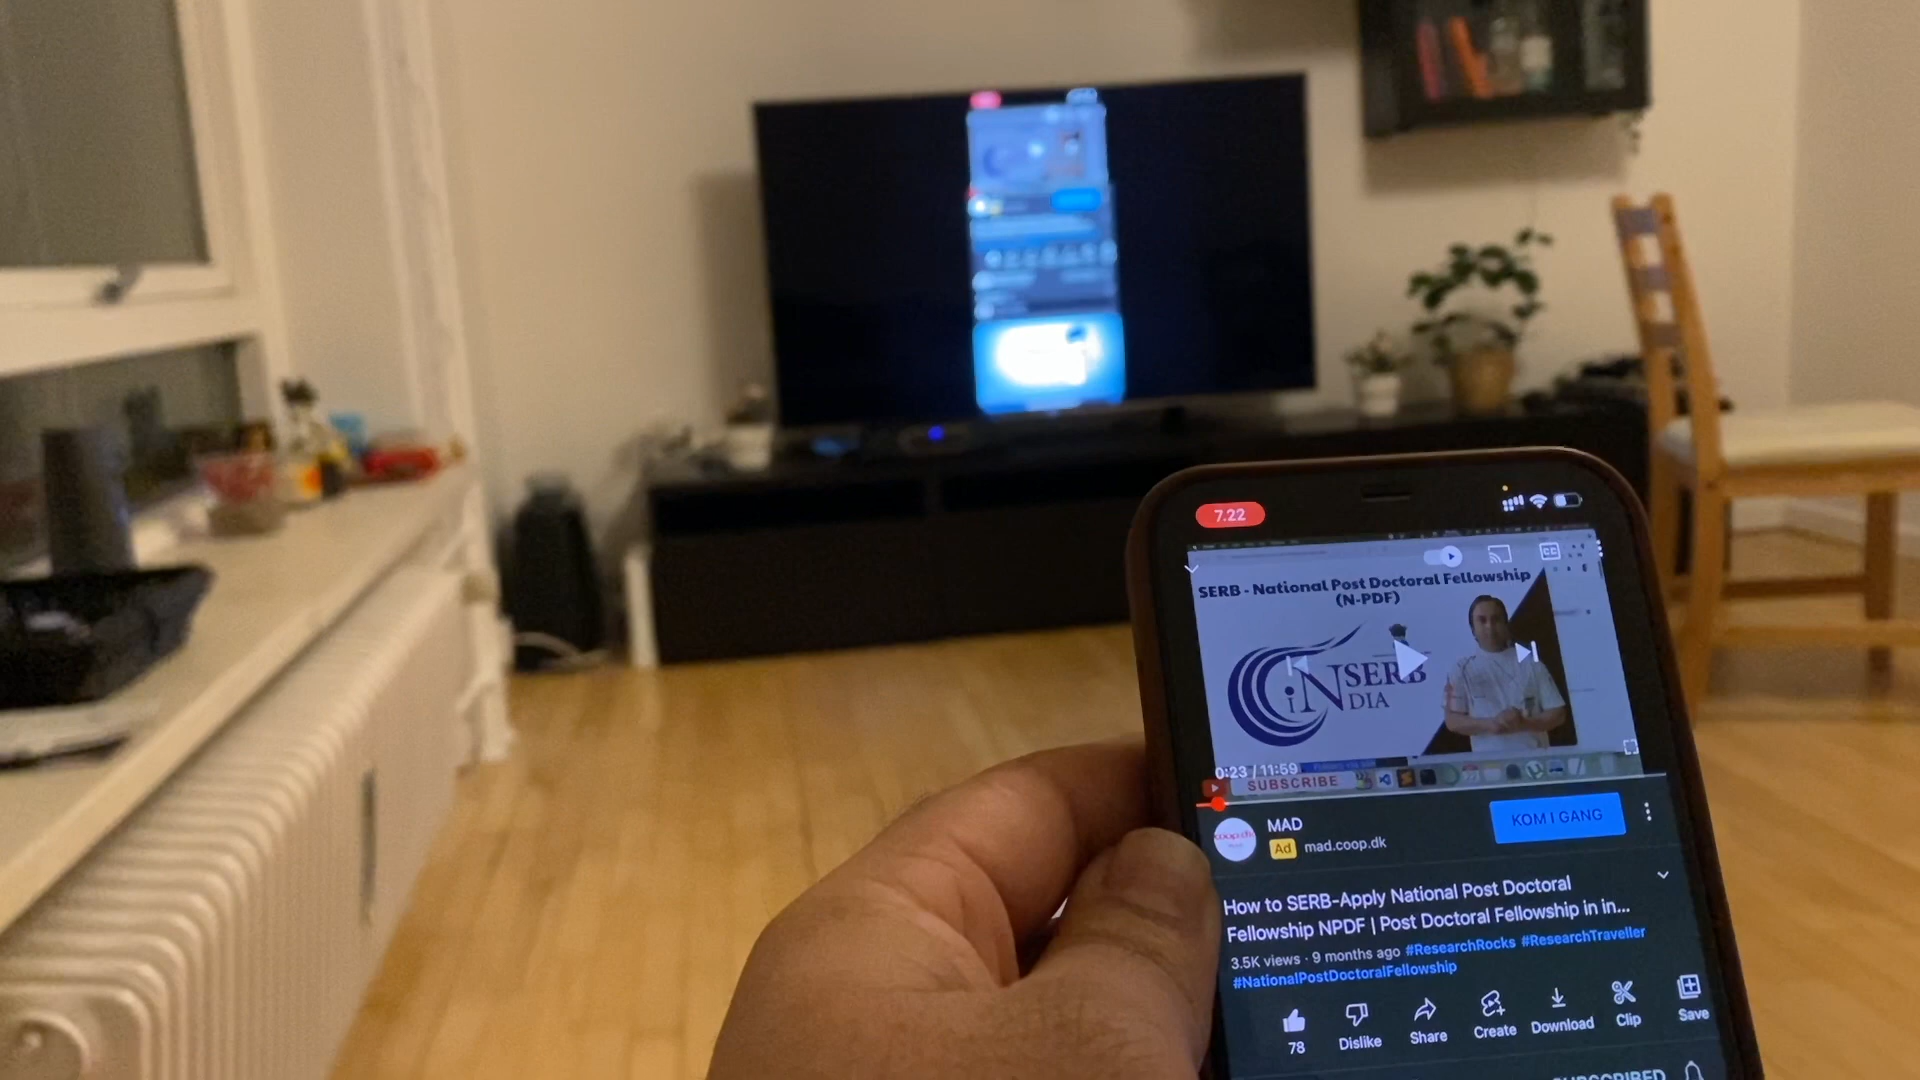 7.22
SERB - National Post Doctoral Fellowship
(N-PDF)
iNSERB
DIA
0:23 / 11:59
SUBSCRIBE
MAD
KOM I GANG
Ad mad.coop.dk
How to SERB-Apply National Post Doctoral
Fellowship NPDF | Post Doctoral Fellowship in in...
3.5K views · 9 months ago #ResearchRocks #ResearchTraveller
#NationalPostDoctoralFellowship
78 Dislike Share Create Download Clip Save
SUBSCRIBED